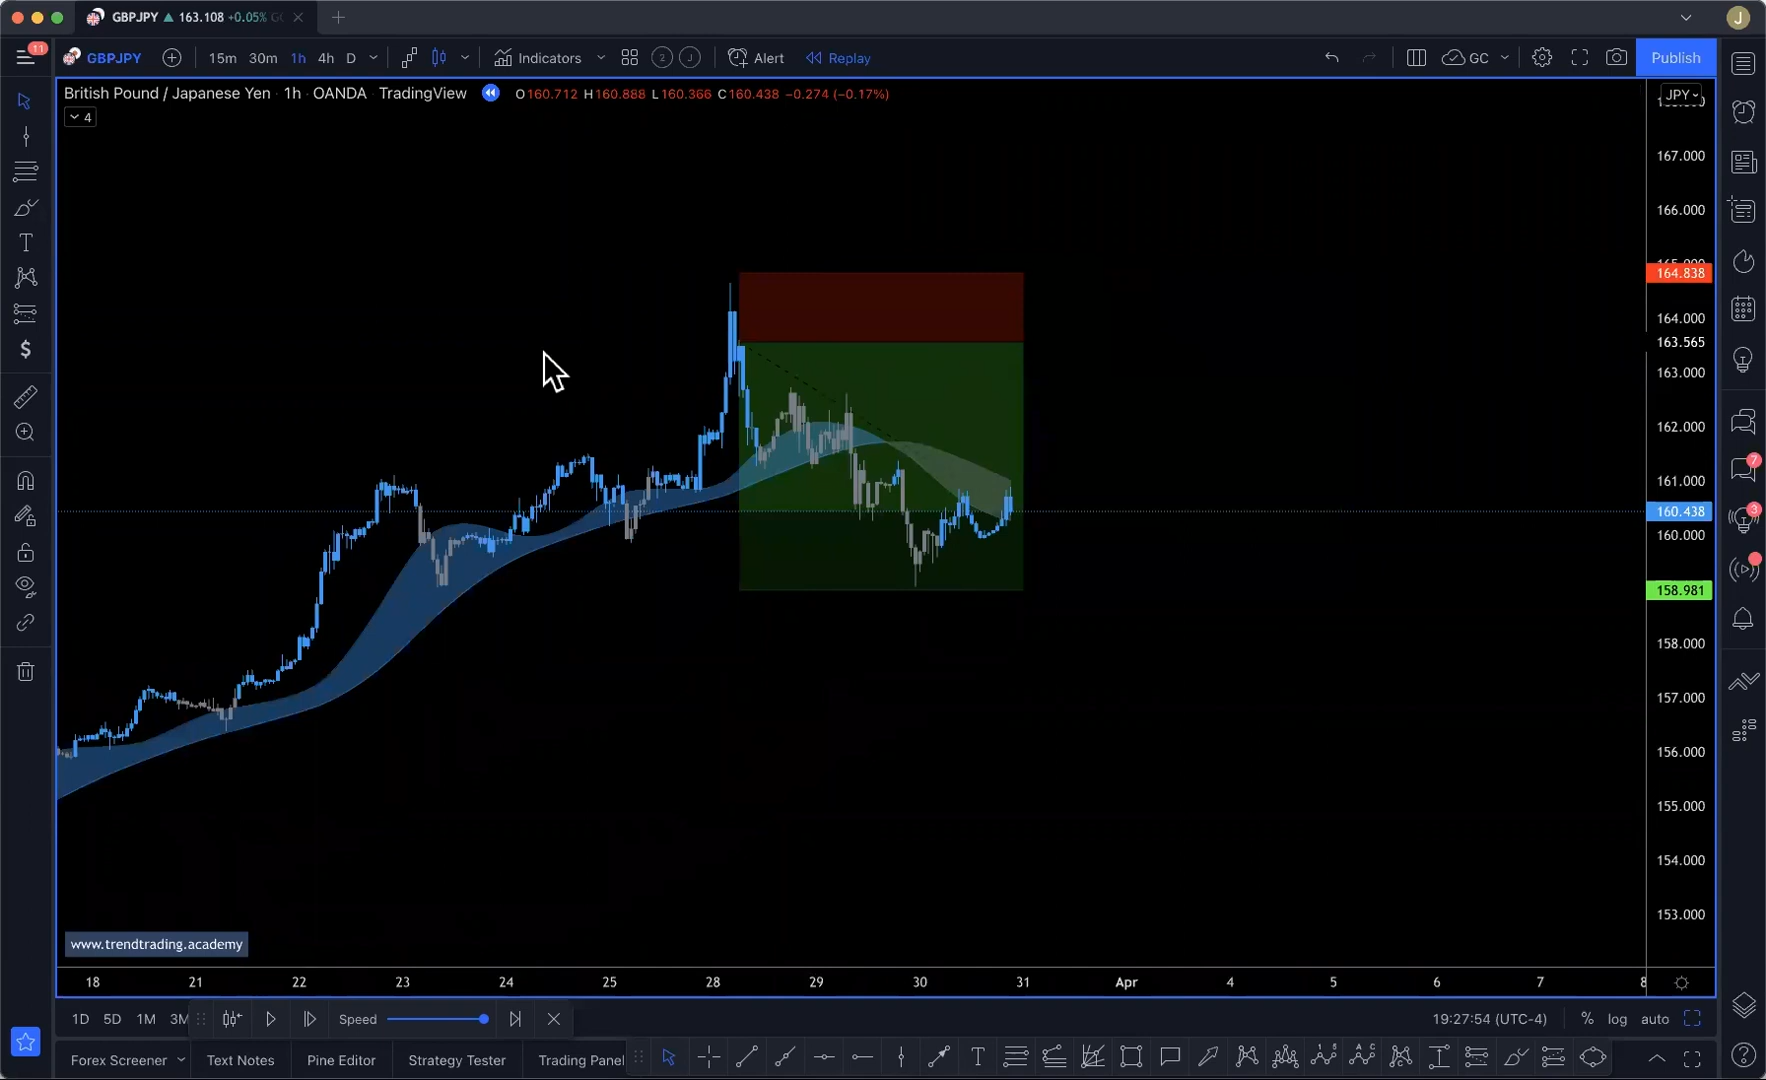 GBPJPY ▲ 163.108 +0.05% GC
J
11
GBPJPY 15m 30m 1h 4h D Indicators 2 J Alert Replay GC Publish
British Pound / Japanese Yen · 1h · OANDA · TradingView O160.712 H160.888 L160.366 C160.438 −0.274 (−0.17%)
4
JPY
167.000
166.000
164.838
164.000
163.565
163.000
162.000
161.000
160.438
160.000
158.981
158.000
157.000
156.000
155.000
154.000
153.000
7
3
www.trendtrading.academy
18 21 22 23 24 25 28 29 30 31 Apr 4 5 6 7 8
1D 5D 1M 3M Speed 19:27:54 (UTC-4) % log auto
Forex Screener Text Notes Pine Editor Strategy Tester Trading Panel